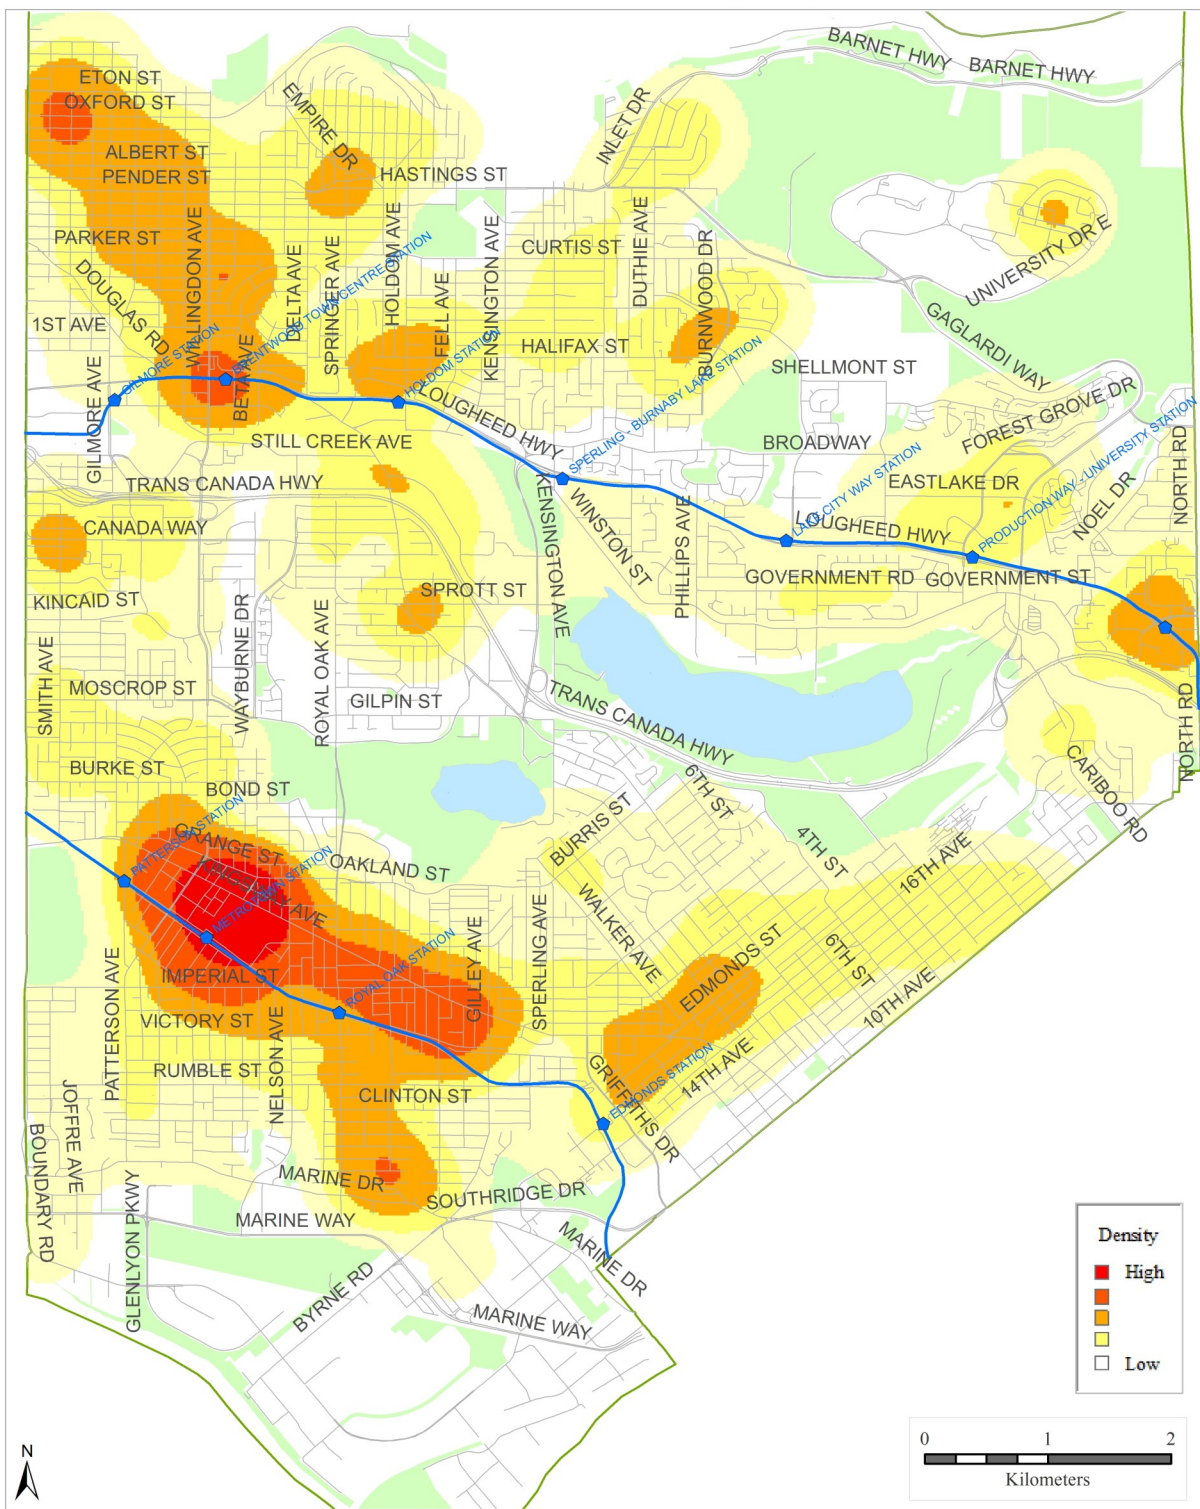 BARNET HWY
BARNET HWY
ETON ST
OXFORD ST
EMPIRE DR
INLET DR
ALBERT ST
PENDER ST
HASTINGS ST
PARKER ST
WILLINGDON AVE
DELTA AVE
SPRINGER AVE
HOLDOM AVE
KENSINGTON AVE
CURTIS ST
DUTHIE AVE
BURNWOOD DR
UNIVERSITY DR E
DOUGLAS RD
BRENTWOOD TOWN CENTRE STATION
1ST AVE
GILMORE STATION
FELL AVE
HALIFAX ST
GAGLARDI WAY
GILMORE AVE
BETA AVE
HOLDOM STATION
SPERLING - BURNABY LAKE STATION
SHELLMONT ST
LOUGHEED HWY
STILL CREEK AVE
BROADWAY
FOREST GROVE DR
LAKE CITY WAY STATION
PRODUCTION WAY - UNIVERSITY STATION
NORTH RD
TRANS CANADA HWY
EASTLAKE DR
NOEL DR
CANADA WAY
KENSINGTON AVE
WINSTON ST
PHILLIPS AVE
LOUGHEED HWY
KINCAID ST
SPROTT ST
GOVERNMENT RD
GOVERNMENT ST
SMITH AVE
WAYBURNE DR
ROYAL OAK AVE
MOSCROP ST
GILPIN ST
TRANS CANADA HWY
NORTH RD
BURKE ST
BOND ST
6TH ST
CARIBOO RD
GRANGE ST
PATTERSON STATION
BURRIS ST
4TH ST
16TH AVE
KINGSWAY AVE
METROTOWN STATION
OAKLAND ST
WALKER AVE
SPERLING AVE
GILLEY AVE
6TH ST
EDMONDS ST
10TH AVE
PATTERSON AVE
IMPERIAL ST
ROYAL OAK STATION
VICTORY ST
NELSON AVE
RUMBLE ST
CLINTON ST
GRIFFITHS DR
EDMONDS STATION
14TH AVE
JOFFRE AVE
BOUNDARY RD
GLENLYON PKWY
MARINE DR
SOUTHRIDGE DR
MARINE WAY
MARINE DR
BYRNE RD
MARINE WAY
Density
High
Low
N
0 1 2
Kilometers